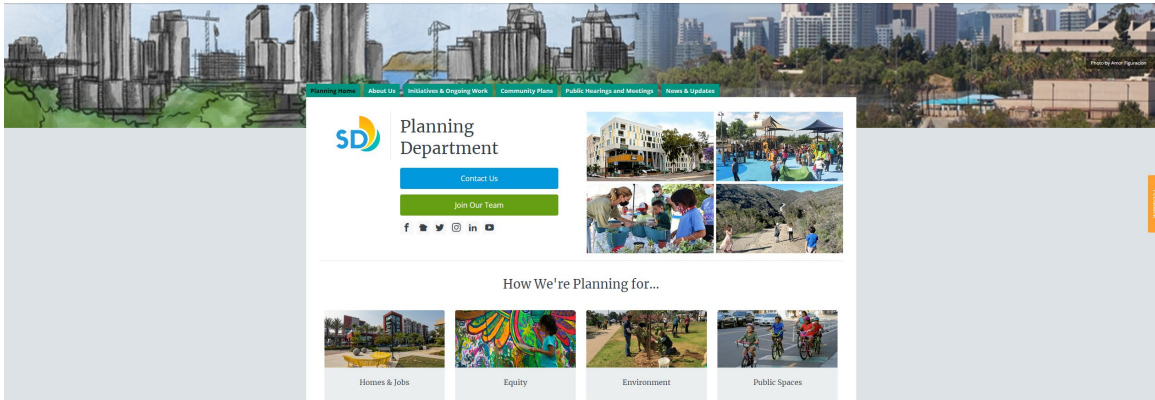 Photo by Amor Figuracion
Planning Home
About Us
Initiatives & Ongoing Work
Community Plans
Public Hearings and Meetings
News & Updates
SD
Planning
Department
Contact Us
Join Our Team
How We're Planning for...
Homes & Jobs
Equity
Environment
Public Spaces